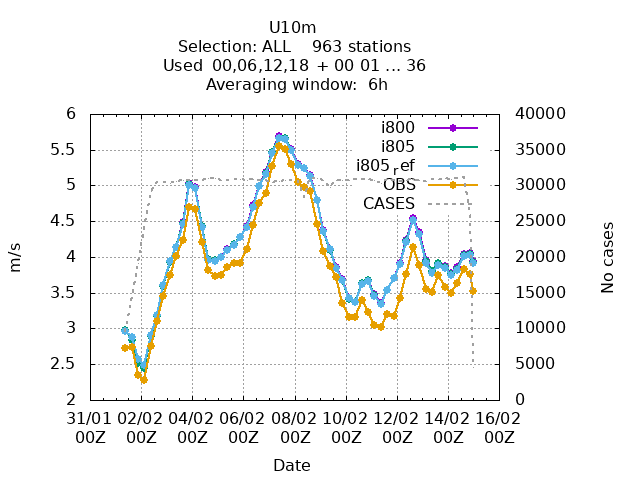 U10m
Selection: ALL    963 stations
Used  00,06,12,18  + 00 01 ... 36
Averaging window:  6h
i800
i805
i805ref
OBS
CASES
6
5.5
5
4.5
4
3.5
3
2.5
2
40000
35000
30000
25000
20000
15000
10000
5000
0
m/s
No cases
31/01 02/02 04/02 06/02 08/02 10/02 12/02 14/02 16/02
00Z 00Z 00Z 00Z 00Z 00Z 00Z 00Z 00Z
Date